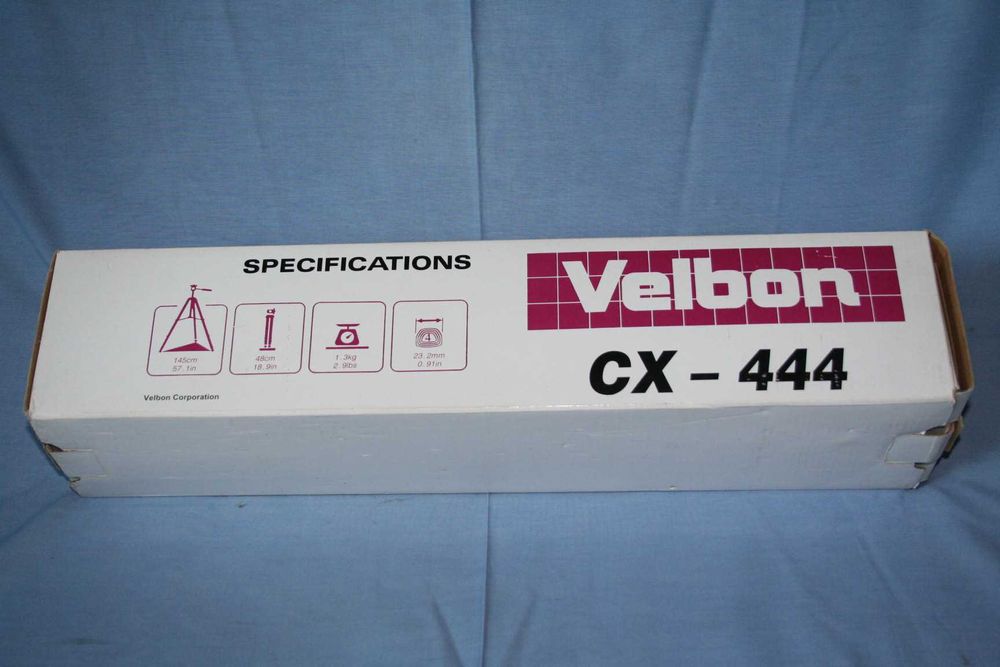 SPECIFICATIONS
Velbon
CX – 444
145cm
57.1in
48cm
18.9in
1.3kg
2.9lbs
4
23.2mm
0.91in
Velbon Corporation